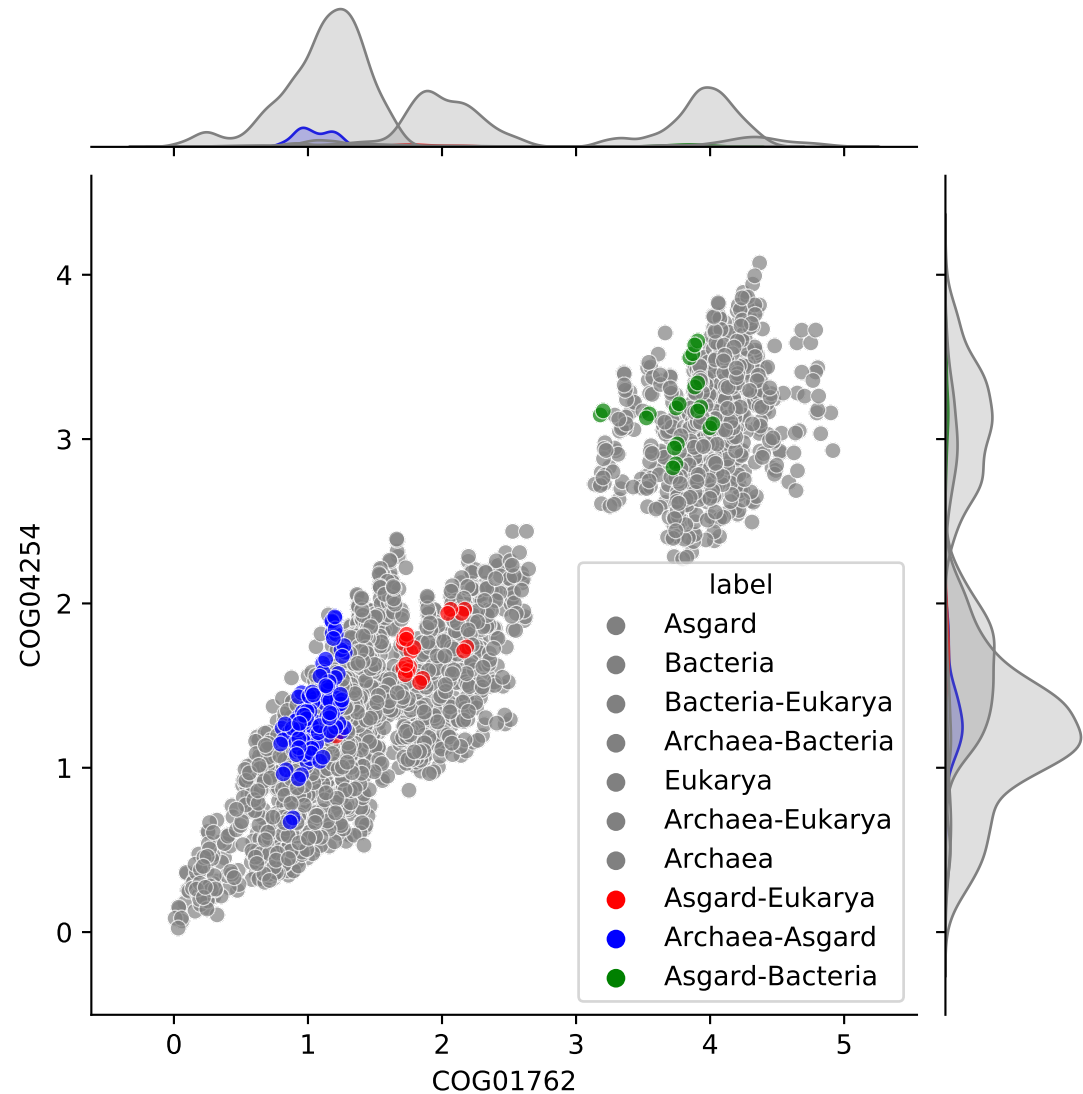 4
3
2
1
0
COG04254
label
Asgard
Bacteria
Bacteria-Eukarya
Archaea-Bacteria
Eukarya
Archaea-Eukarya
Archaea
Asgard-Eukarya
Archaea-Asgard
Asgard-Bacteria
0 1 2 3 4 5
COG01762